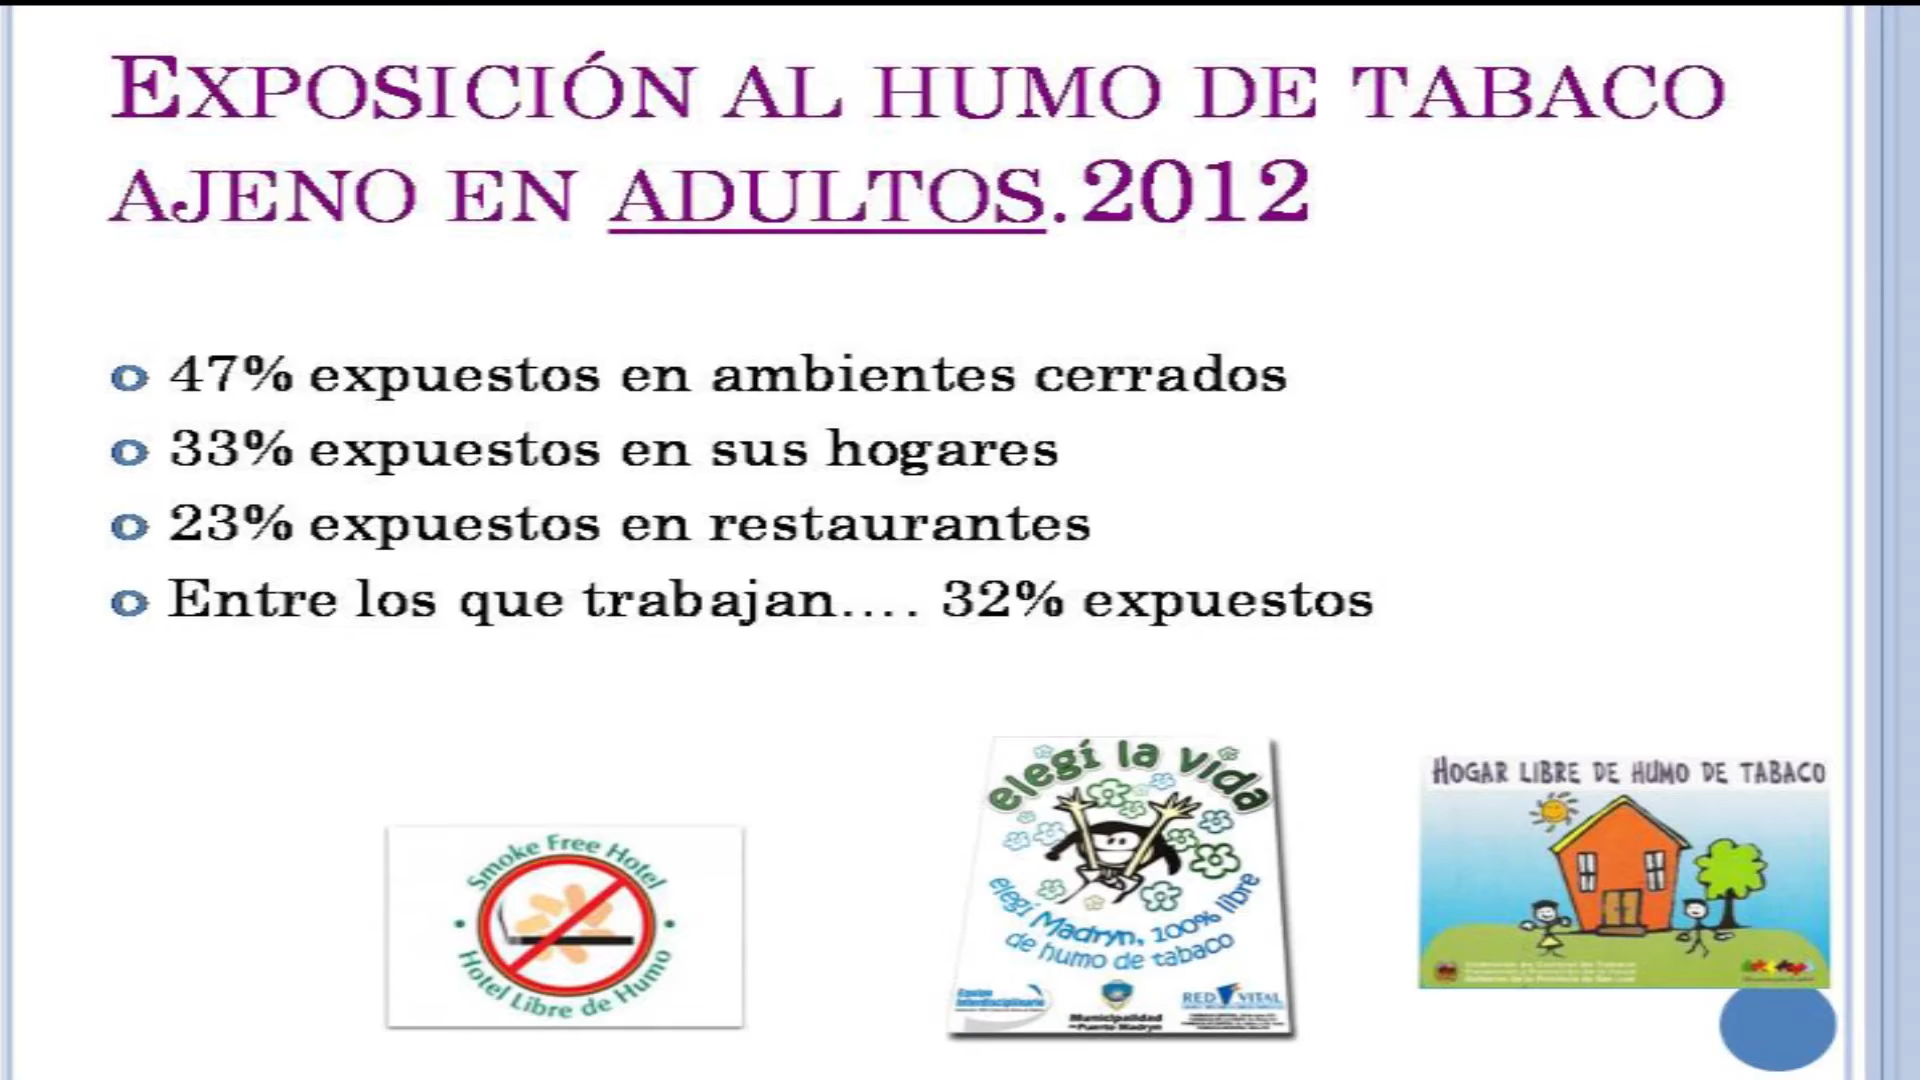 EXPOSICIÓN AL HUMO DE TABACO
AJENO EN ADULTOS.2012
47% expuestos en ambientes cerrados
33% expuestos en sus hogares
23% expuestos en restaurantes
Entre los que trabajan.... 32% expuestos
Smoke Free Hotel
Hotel Libre de Humo
elegí la vida
elegí Madryn, 100% libre
de humo de tabaco
Equipo
Interdisciplinario
Municipalidad
de Puerto Madryn
RED VITAL
HOGAR LIBRE DE HUMO DE TABACO